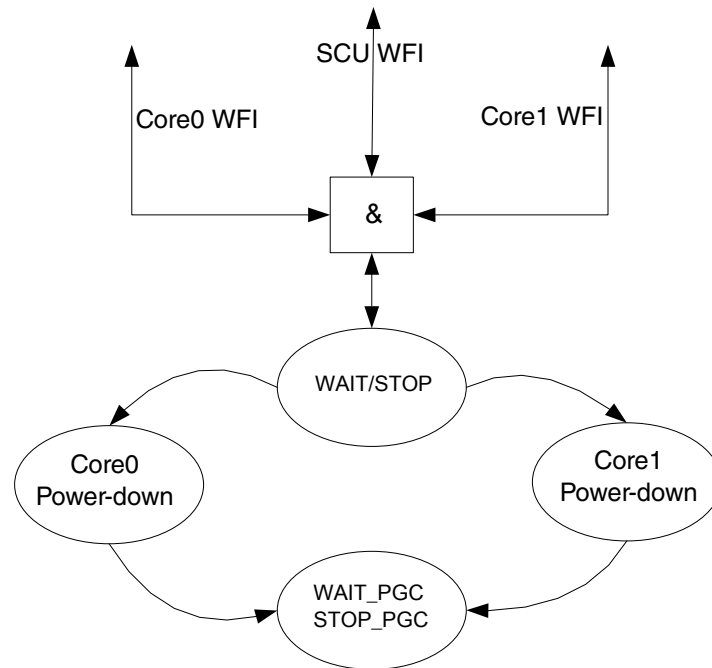 SCU WFI
Core0 WFI
Core1 WFI
&
WAIT/STOP
Core0
Power-down
Core1
Power-down
WAIT_PGC
STOP_PGC